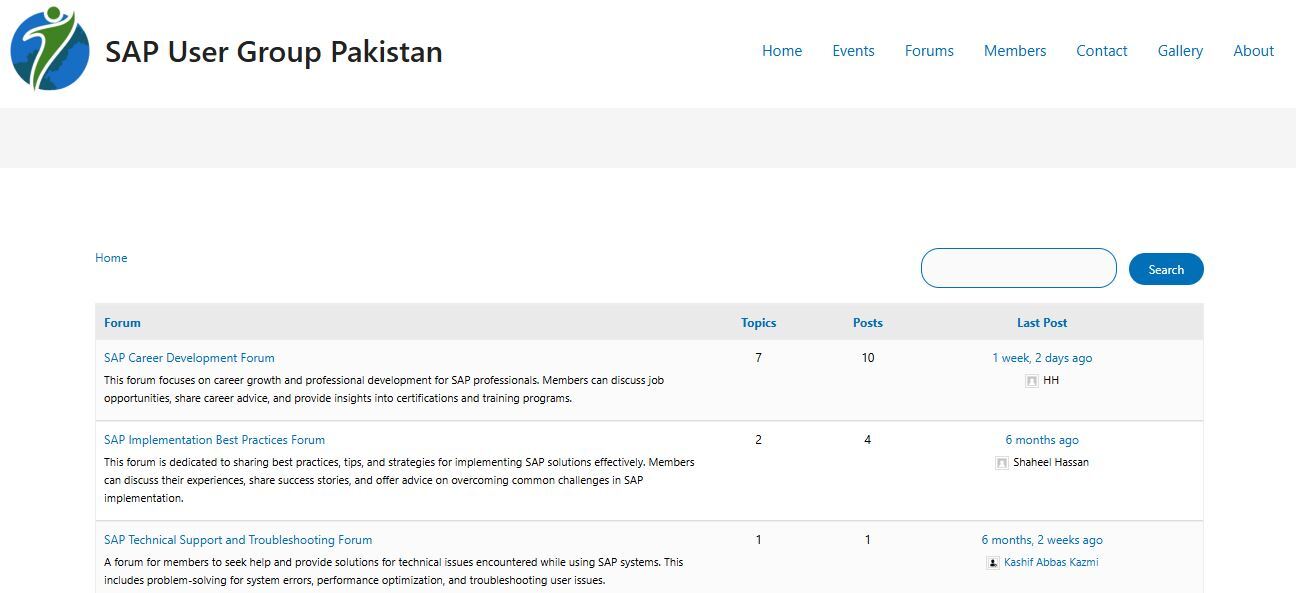 SAP User Group Pakistan
Home Events Forums Members Contact Gallery About
Home
Search
Forum Topics Posts Last Post
SAP Career Development Forum 7 10 1 week, 2 days ago
This forum focuses on career growth and professional development for SAP professionals. Members can discuss job HH
opportunities, share career advice, and provide insights into certifications and training programs.
SAP Implementation Best Practices Forum 2 4 6 months ago
This forum is dedicated to sharing best practices, tips, and strategies for implementing SAP solutions effectively. Members Shaheel Hassan
can discuss their experiences, share success stories, and offer advice on overcoming common challenges in SAP
implementation.
SAP Technical Support and Troubleshooting Forum 1 1 6 months, 2 weeks ago
A forum for members to seek help and provide solutions for technical issues encountered while using SAP systems. This Kashif Abbas Kazmi
includes problem-solving for system errors, performance optimization, and troubleshooting user issues.